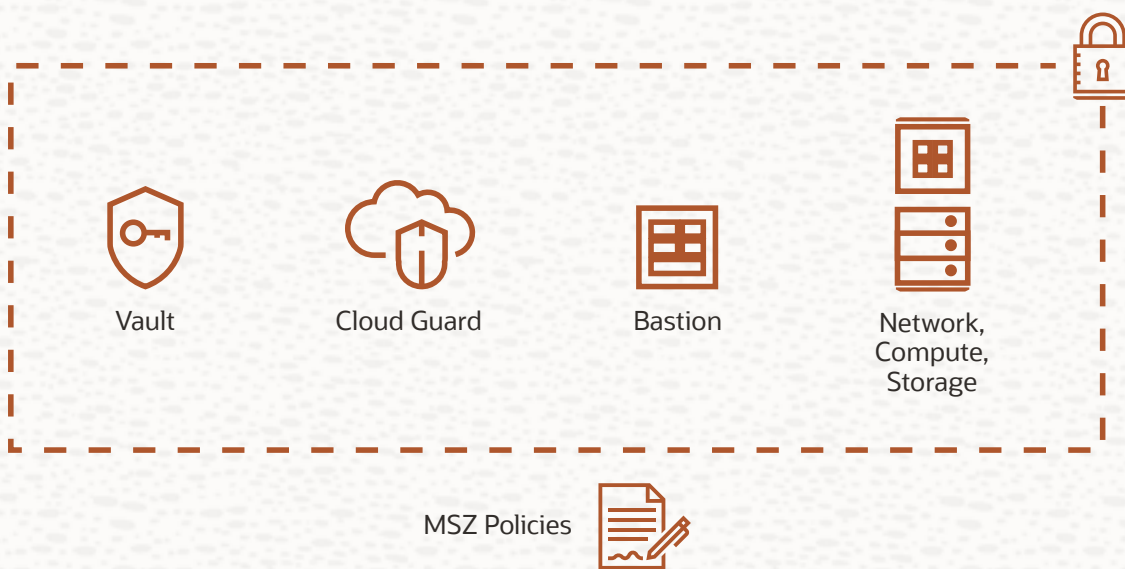 Vault
Cloud Guard
Bastion
Network,
Compute,
Storage
MSZ Policies